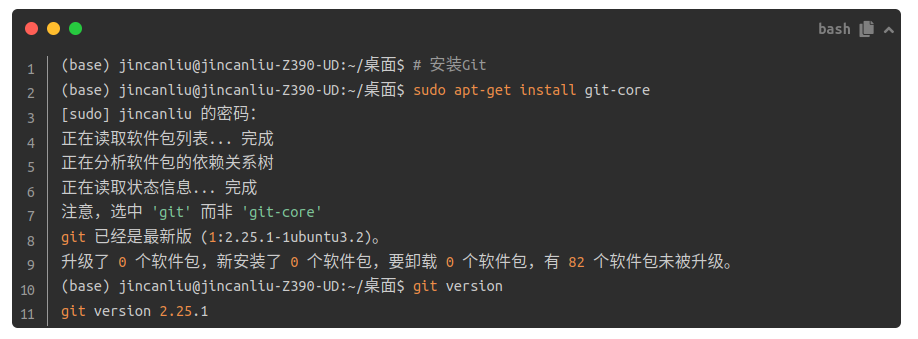 bash
1 (base) jincanliu@jincanliu-Z390-UD:~/桌面$ # 安装Git
2 (base) jincanliu@jincanliu-Z390-UD:~/桌面$ sudo apt-get install git-core
3 [sudo] jincanliu 的密码：
4 正在读取软件包列表... 完成
5 正在分析软件包的依赖关系树
6 正在读取状态信息... 完成
7 注意，选中 'git' 而非 'git-core'
8 git 已经是最新版 (1:2.25.1-1ubuntu3.2)。
9 升级了 0 个软件包，新安装了 0 个软件包，要卸载 0 个软件包，有 82 个软件包未被升级。
10 (base) jincanliu@jincanliu-Z390-UD:~/桌面$ git version
11 git version 2.25.1